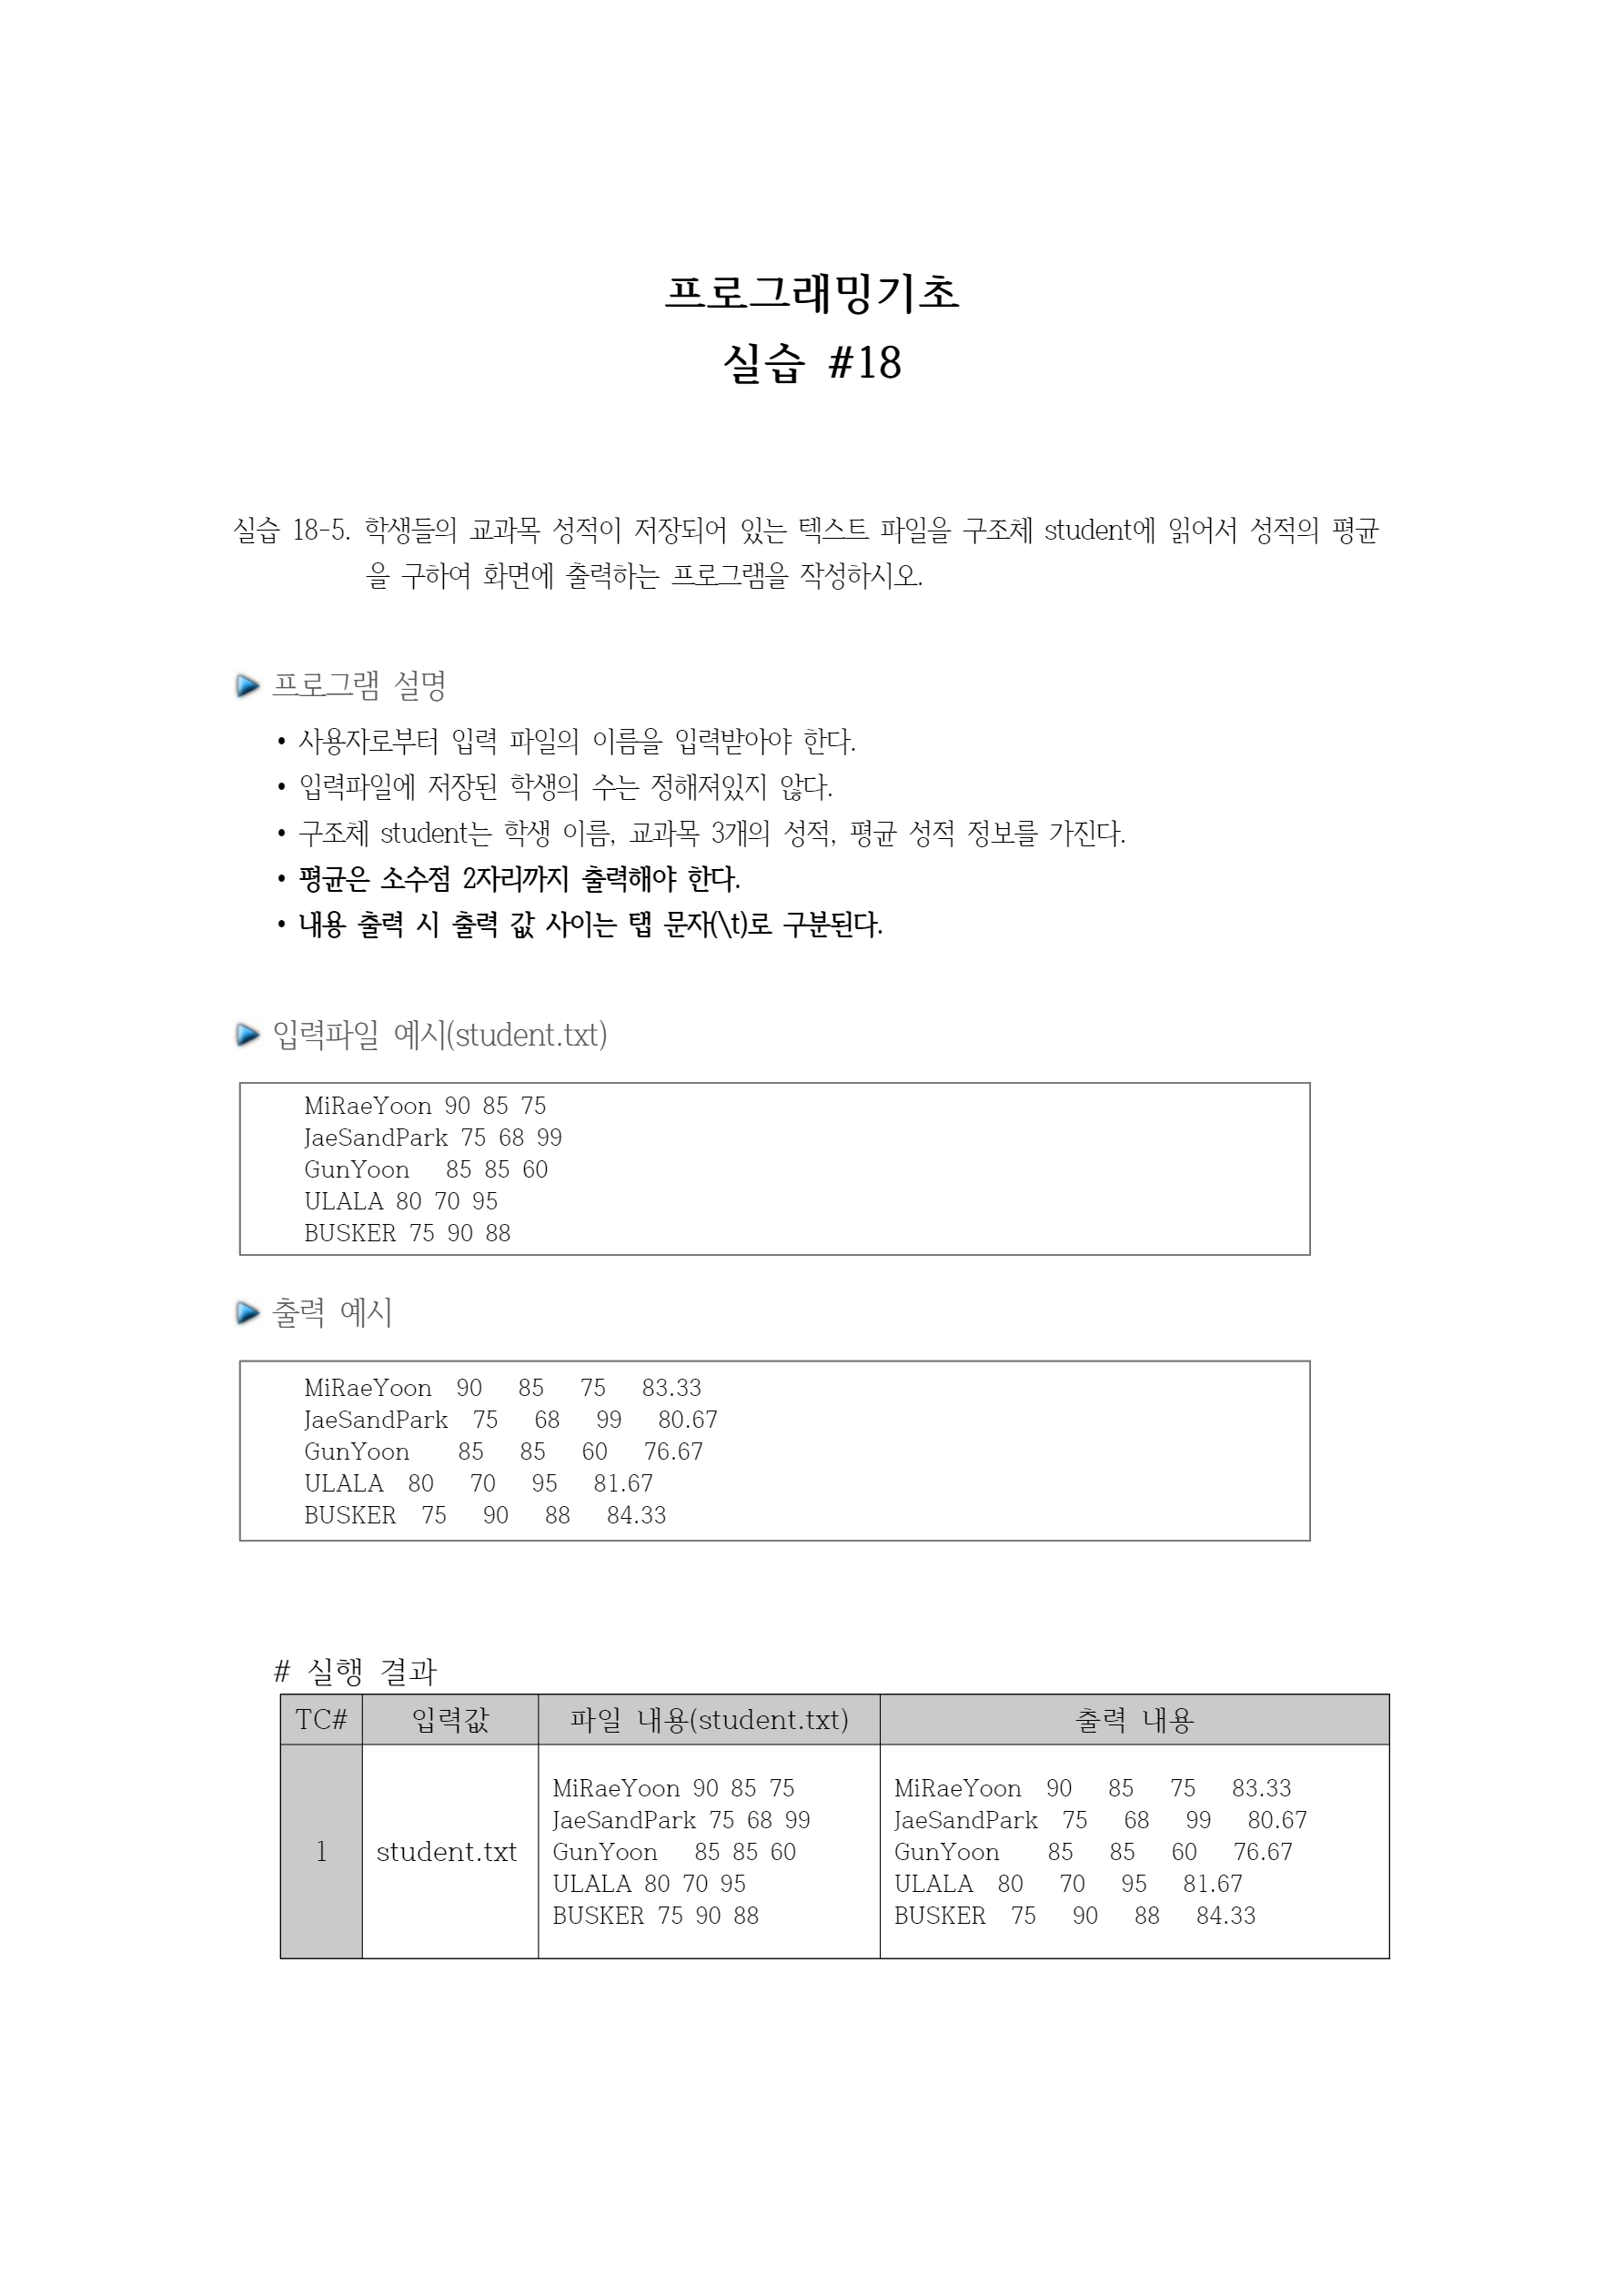 프로그래밍기초
실습 #18
실습 18-5. 학생들의 교과목 성적이 저장되어 있는 텍스트 파일을 구조체 student에 읽어서 성적의 평균
을 구하여 화면에 출력하는 프로그램을 작성하시오.
프로그램 설명
• 사용자로부터 입력 파일의 이름을 입력받아야 한다.
• 입력파일에 저장된 학생의 수는 정해져있지 않다.
• 구조체 student는 학생 이름, 교과목 3개의 성적, 평균 성적 정보를 가진다.
• 평균은 소수점 2자리까지 출력해야 한다.
• 내용 출력 시 출력 값 사이는 탭 문자(\t)로 구분된다.
입력파일 예시(student.txt)
MiRaeYoon 90 85 75
JaeSandPark 75 68 99
GunYoon 85 85 60
ULALA 80 70 95
BUSKER 75 90 88
출력 예시
MiRaeYoon 90 85 75 83.33
JaeSandPark 75 68 99 80.67
GunYoon 85 85 60 76.67
ULALA 80 70 95 81.67
BUSKER 75 90 88 84.33
# 실행 결과
TC# 입력값 파일 내용(student.txt) 출력 내용
1 student.txt
MiRaeYoon 90 85 75
JaeSandPark 75 68 99
GunYoon 85 85 60
ULALA 80 70 95
BUSKER 75 90 88
MiRaeYoon 90 85 75 83.33
JaeSandPark 75 68 99 80.67
GunYoon 85 85 60 76.67
ULALA 80 70 95 81.67
BUSKER 75 90 88 84.33